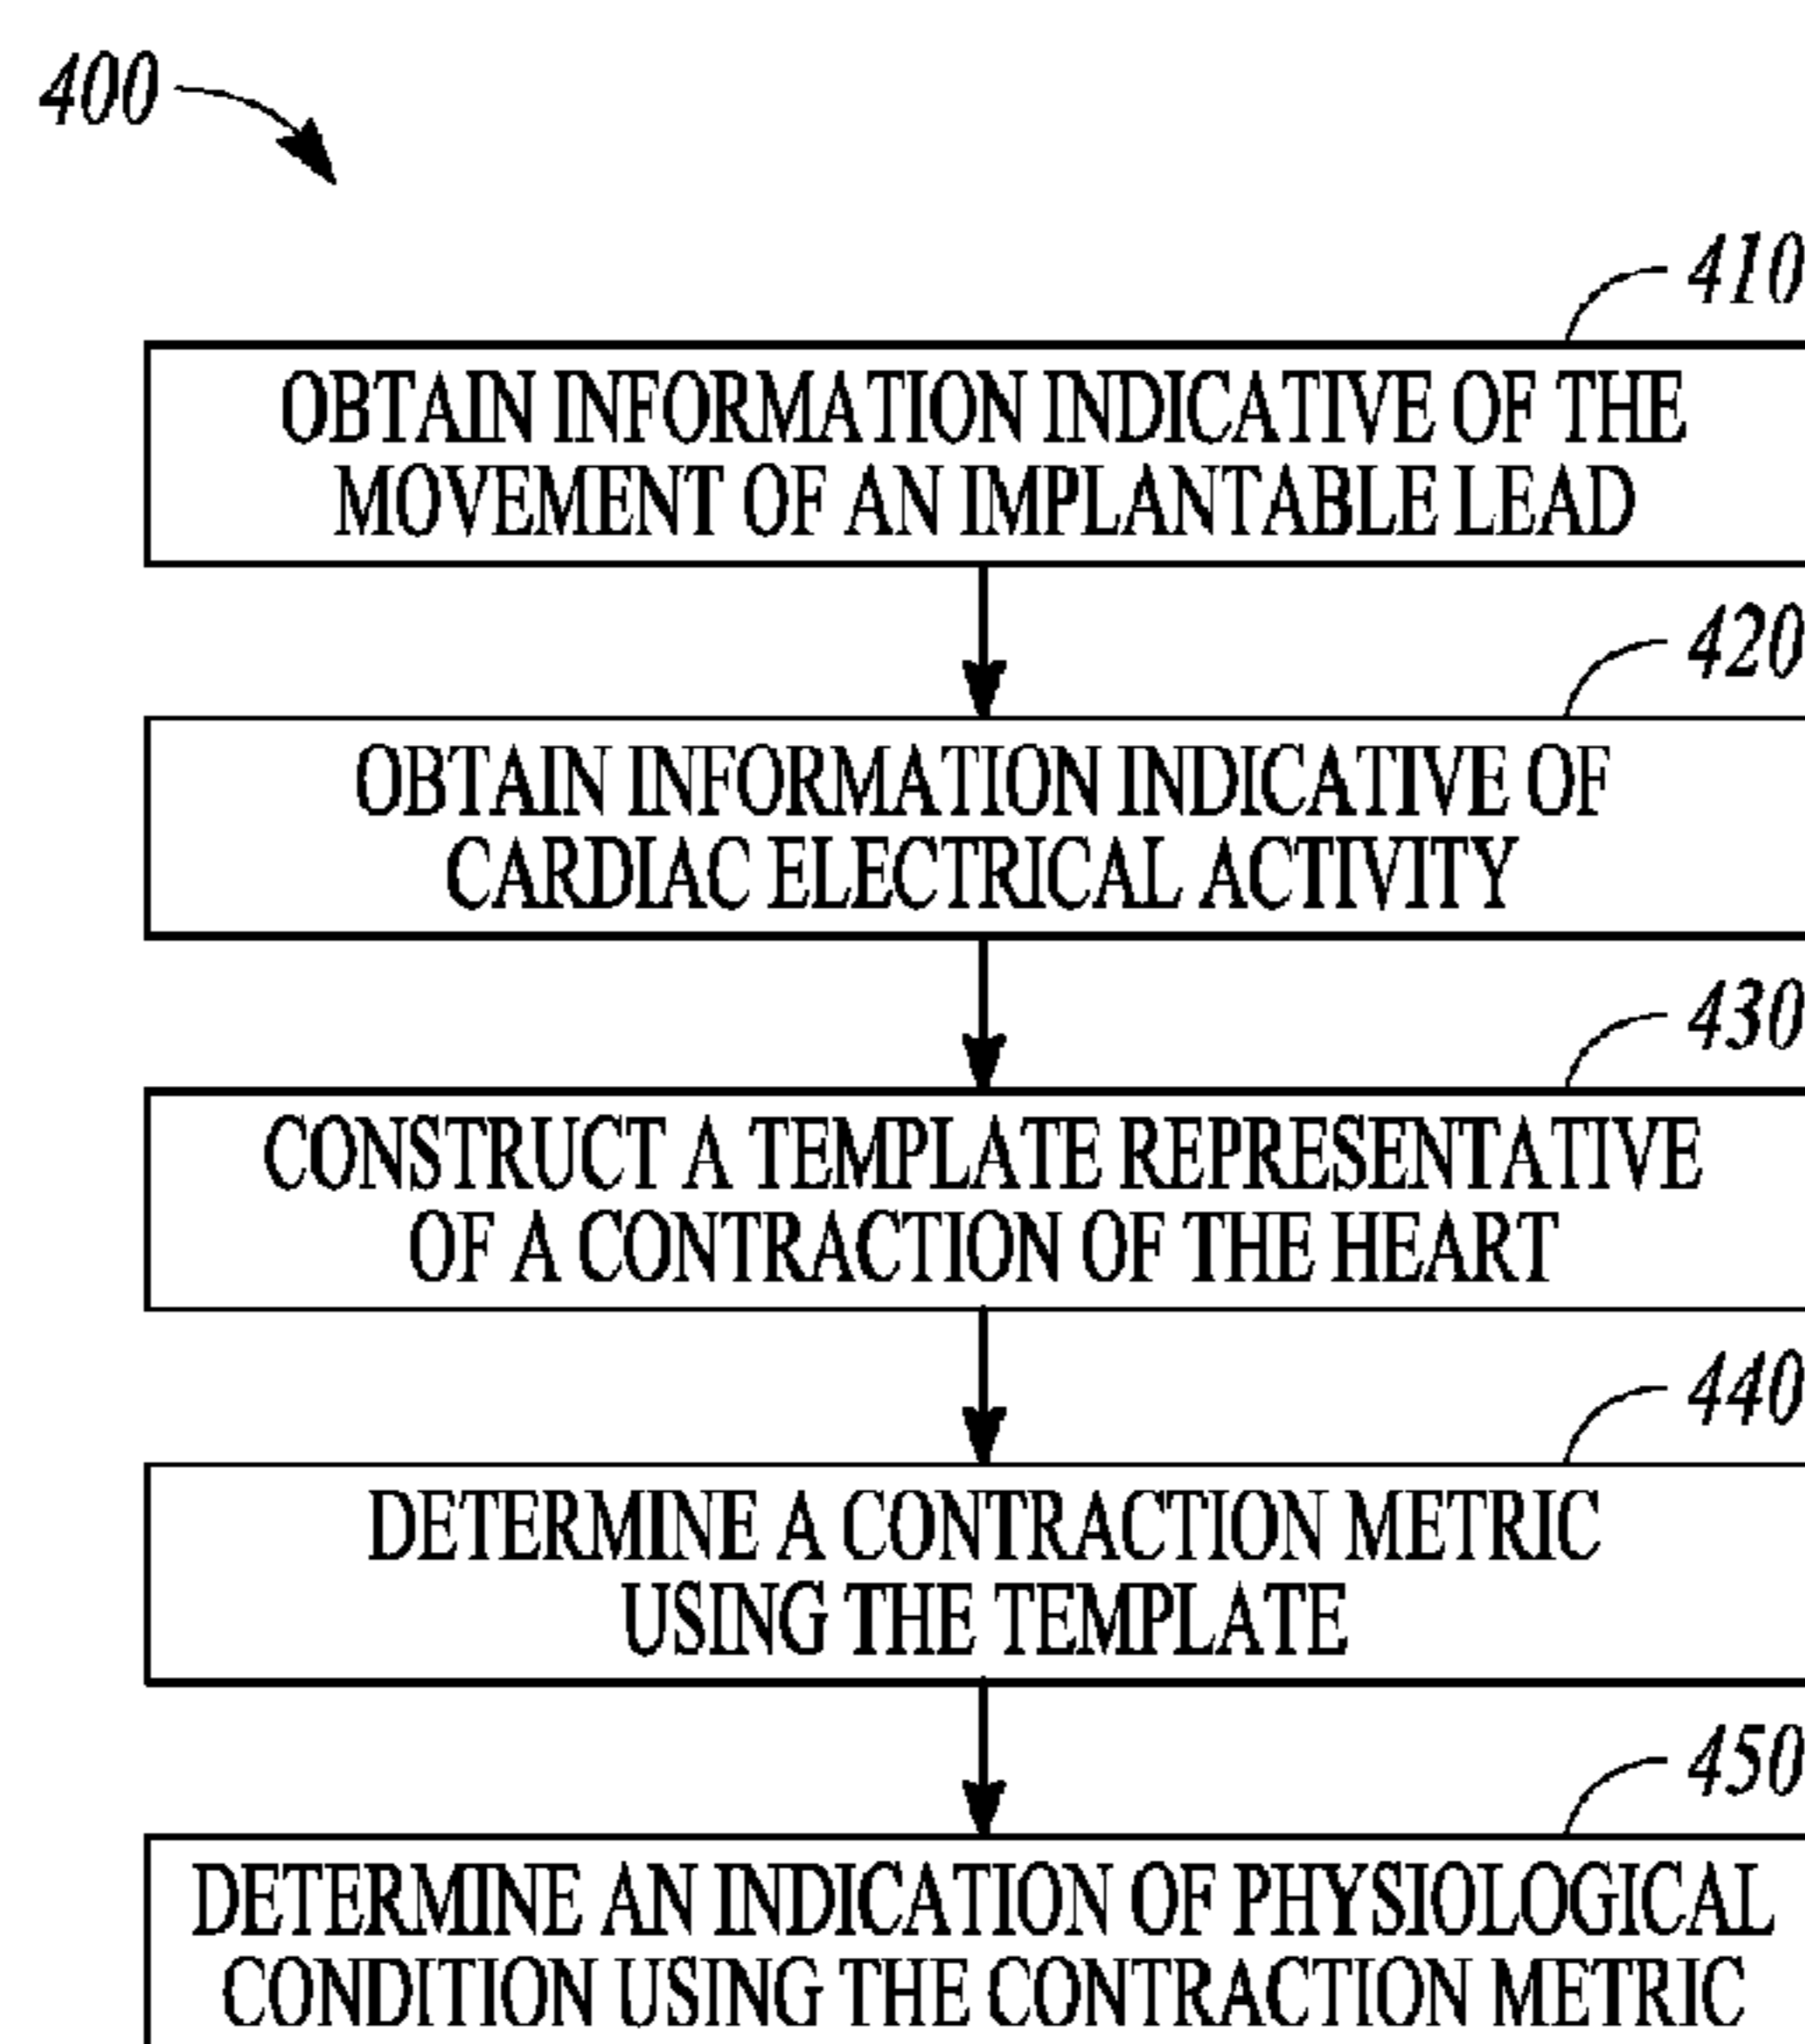 400
410
OBTAIN INFORMATION INDICATIVE OF THE
MOVEMENT OF AN IMPLANTABLE LEAD
420
OBTAIN INFORMATION INDICATIVE OF
CARDIAC ELECTRICAL ACTIVITY
430
CONSTRUCT A TEMPLATE REPRESENTATIVE
OF A CONTRACTION OF THE HEART
440
DETERMINE A CONTRACTION METRIC
USING THE TEMPLATE
450
DETERMINE AN INDICATION OF PHYSIOLOGICAL
CONDITION USING THE CONTRACTION METRIC